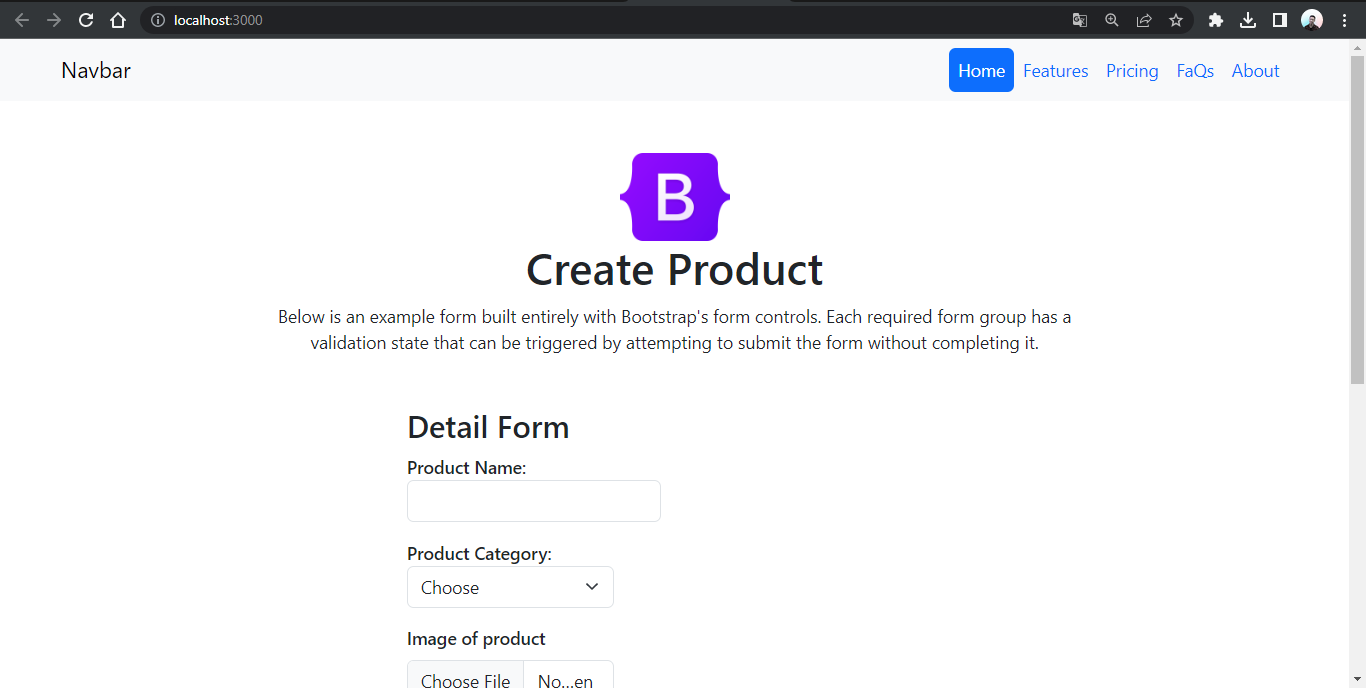 localhost:3000
Navbar
Home Features Pricing FaQs About
B
Create Product
Below is an example form built entirely with Bootstrap's form controls. Each required form group has a
validation state that can be triggered by attempting to submit the form without completing it.
Detail Form
Product Name:
Product Category:
Choose
Image of product
Choose File No...en